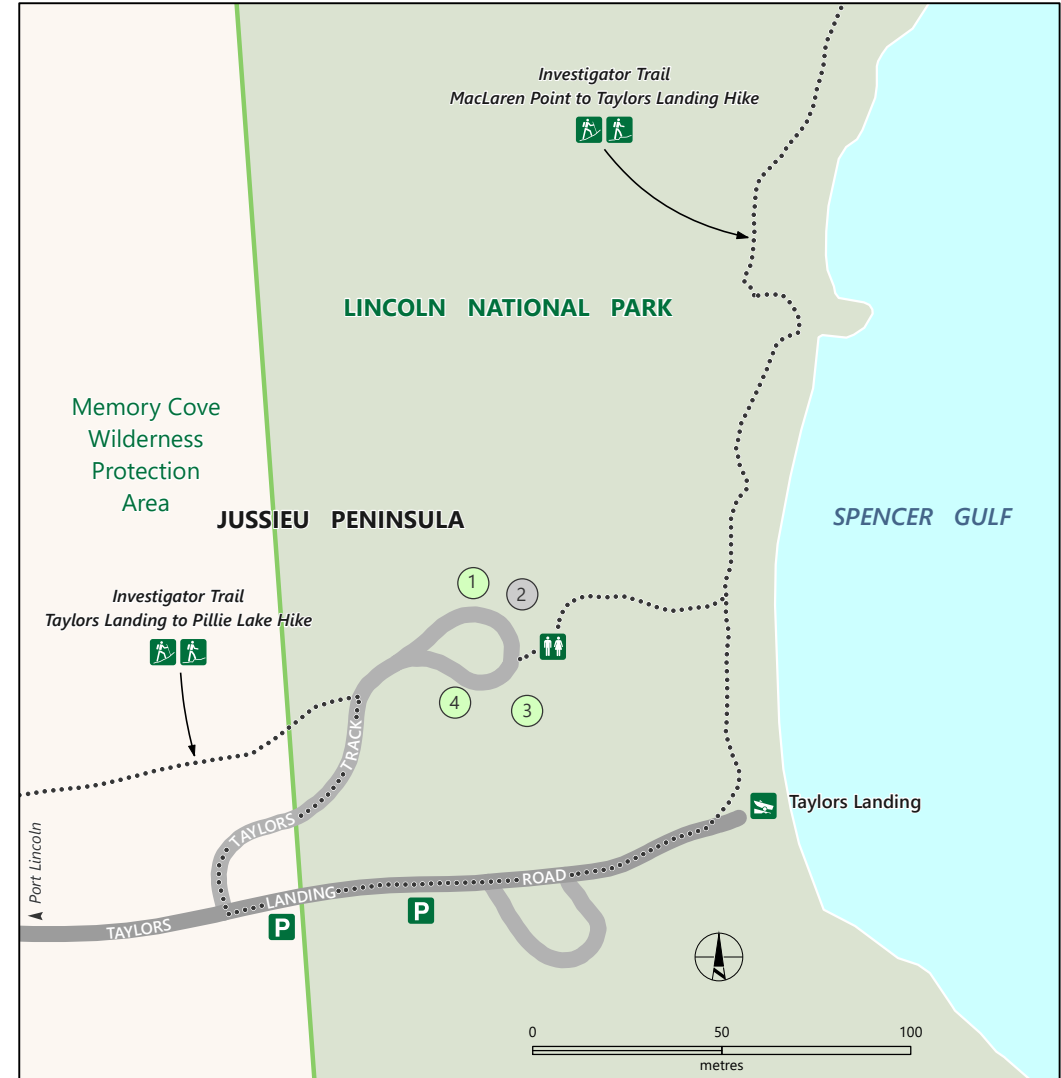 Investigator Trail
MacLaren Point to Taylors Landing Hike
LINCOLN NATIONAL PARK
Memory Cove
Wilderness
Protection
Area
JUSSIEU PENINSULA
SPENCER GULF
1
2
Investigator Trail
Taylors Landing to Pillie Lake Hike
4
3
TRACK
TAYLORS
Taylors Landing
Port Lincoln
ROAD
LANDING
TAYLORS
P
P
0 50 100
metres